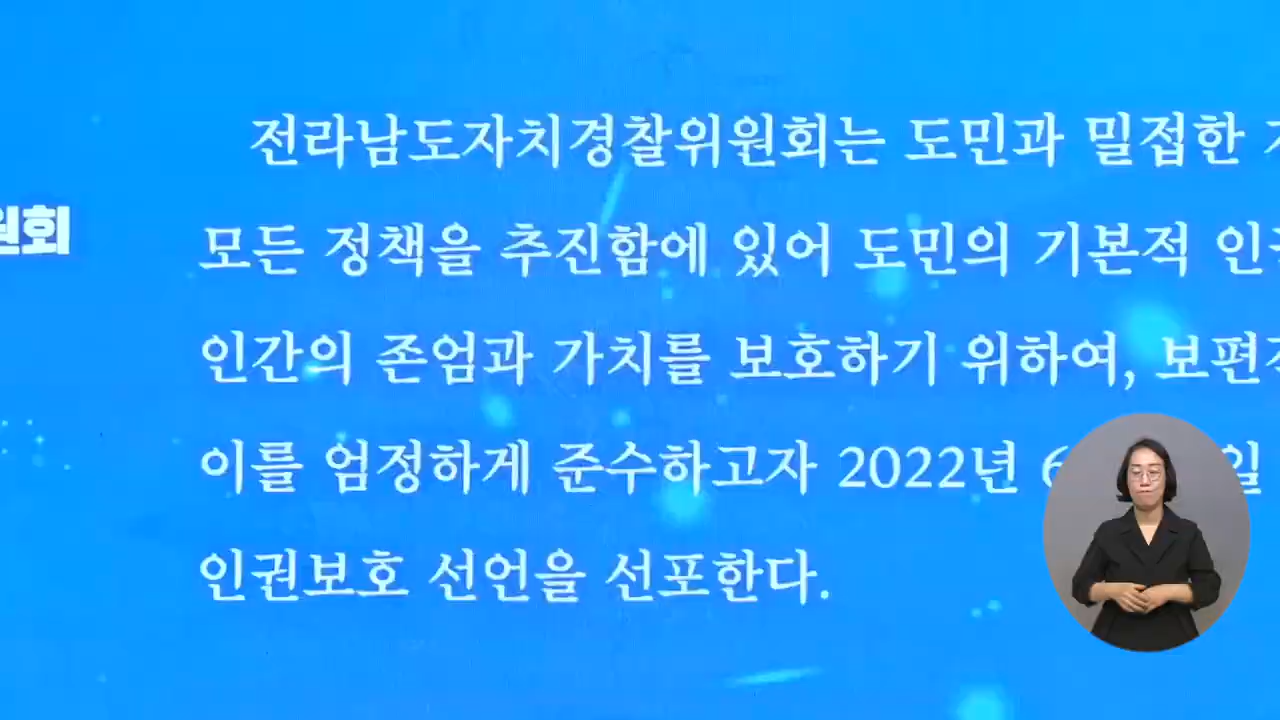 원회
전라남도자치경찰위원회는 도민과 밀접한
모든 정책을 추진함에 있어 도민의 기본적
인간의 존엄과 가치를 보호하기 위하여,
이를 엄정하게 준수하고자 2022년 6 일
인권보호 선언을 선포한다.